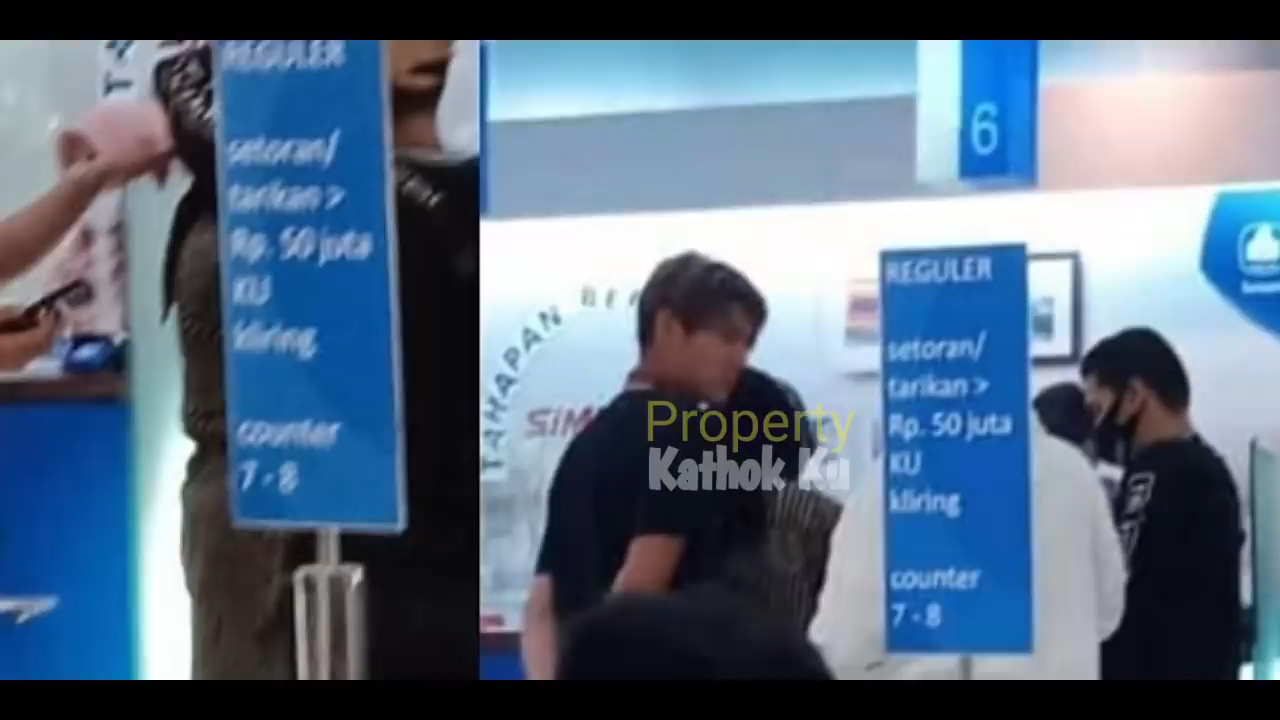 REGULER
setoran/
tarikan >
Rp. 50 juta
KU
kliring
counter
7 - 8
6
TAHAPAN
REGULER
setoran/
tarikan >
Rp. 50 juta
KU
kliring
counter
7 - 8
Property
Kathok Ku